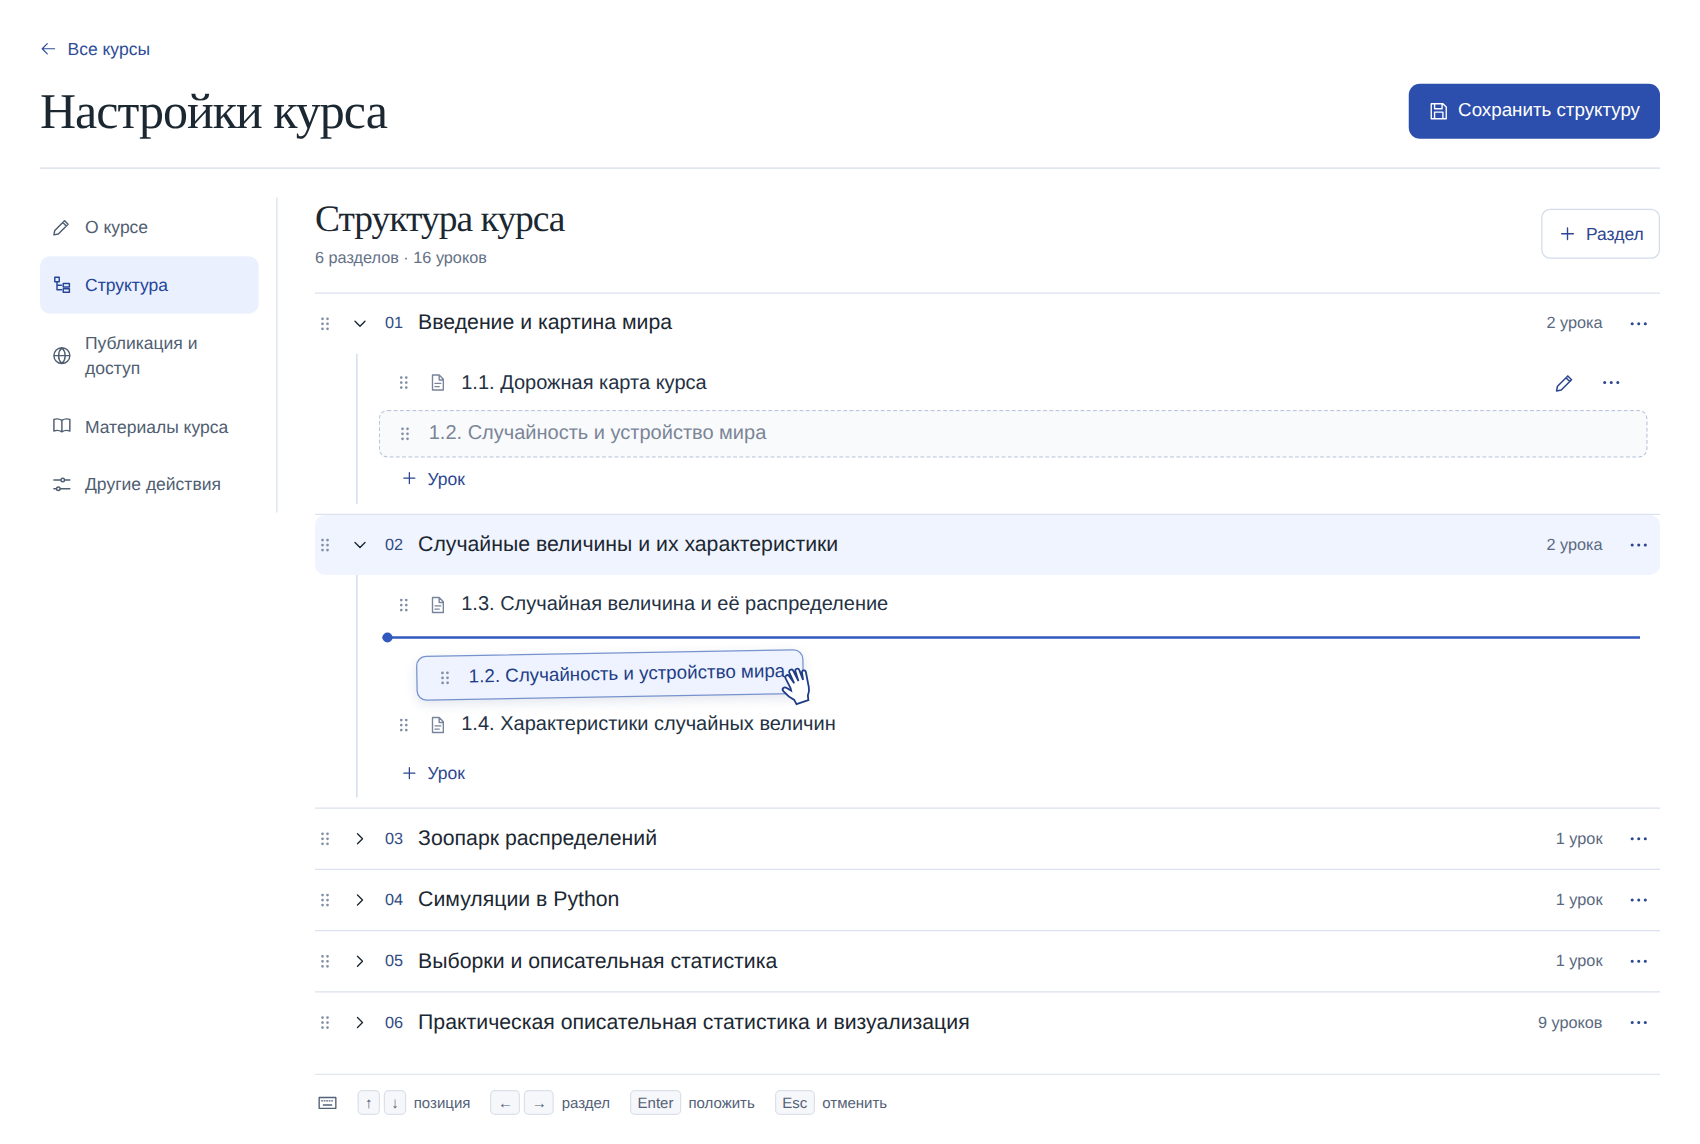 Все курсы
Настройки курса
Сохранить структуру
О курсе
Структура
Публикация и
доступ
Материалы курса
Другие действия
Структура курса
6 разделов · 16 уроков
Раздел
01 Введение и картина мира 2 урока
1.1. Дорожная карта курса
1.2. Случайность и устройство мира
Урок
02 Случайные величины и их характеристики 2 урока
1.3. Случайная величина и её распределение
1.2. Случайность и устройство мира
1.4. Характеристики случайных величин
Урок
03 Зоопарк распределений 1 урок
04 Симуляции в Python 1 урок
05 Выборки и описательная статистика 1 урок
06 Практическая описательная статистика и визуализация 9 уроков
↑ ↓ позиция ← → раздел Enter положить Esc отменить